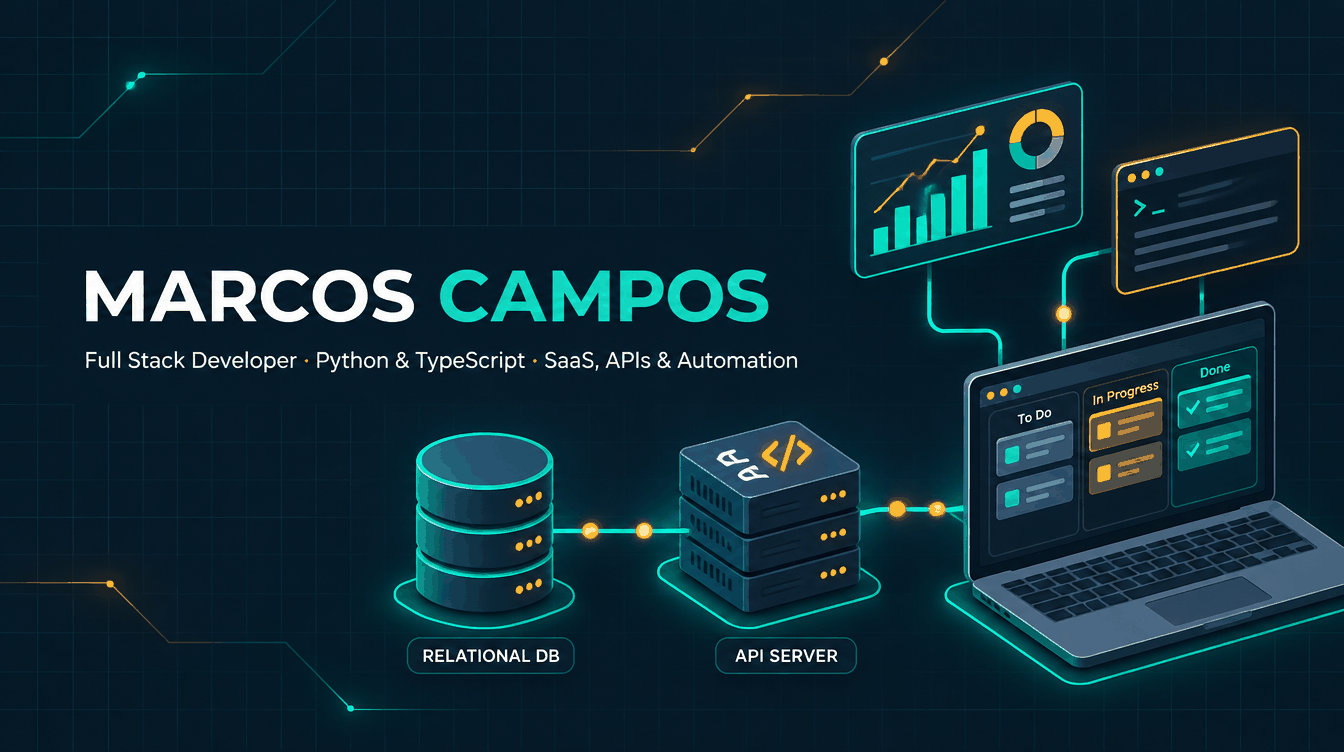 MARCOS CAMPOS
Full Stack Developer • Python & TypeScript • SaaS, APIs & Automation
>_
To Do
In Progress
Done
</>
RELATIONAL DB
API SERVER